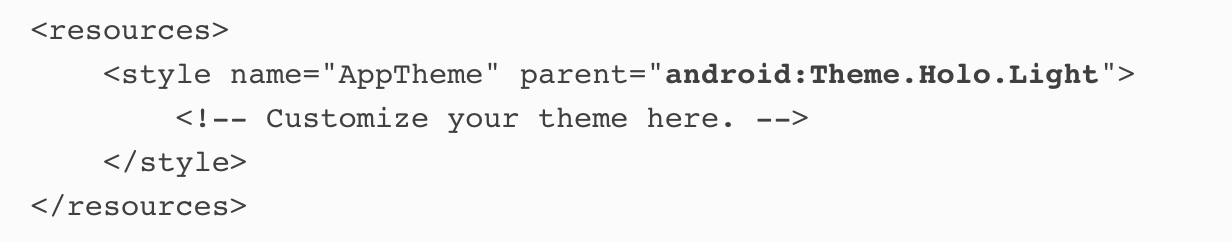 <resources>
<style name="AppTheme" parent="android:Theme.Holo.Light">
<!-- Customize your theme here. -->
</style>
</resources>